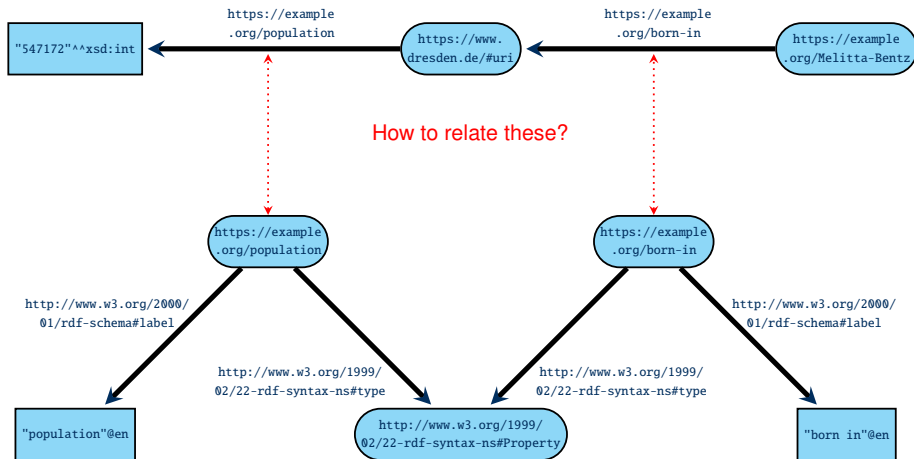 https://example
.org/population
https://example
.org/born-in
"547172"^^xsd:int
https://www.
dresden.de/#uri
https://example
.org/Melitta-Bentz
How to relate these?
https://example
.org/population
https://example
.org/born-in
http://www.w3.org/2000/
01/rdf-schema#label
http://www.w3.org/2000/
01/rdf-schema#label
http://www.w3.org/1999/
02/22-rdf-syntax-ns#type
http://www.w3.org/1999/
02/22-rdf-syntax-ns#type
"population"@en
http://www.w3.org/1999/
02/22-rdf-syntax-ns#Property
"born in"@en